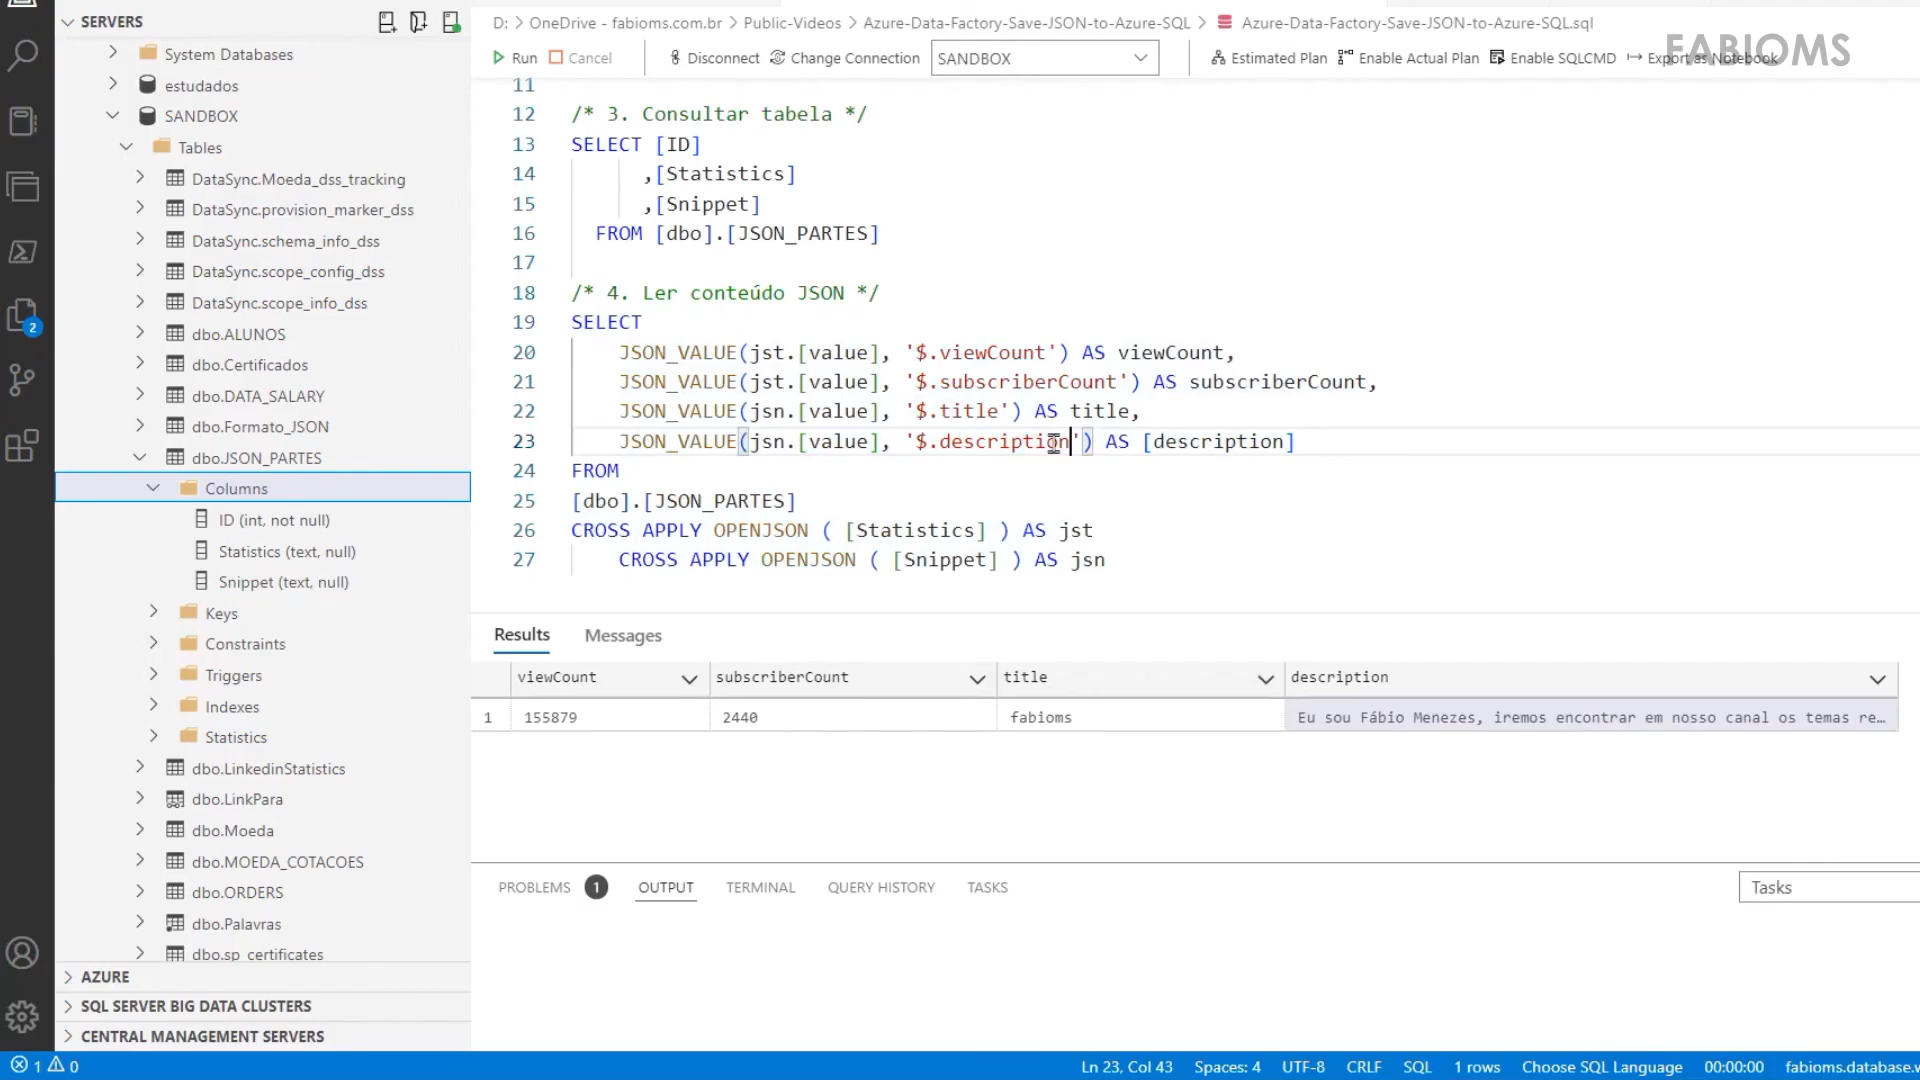 SERVERS
System Databases
estudados
SANDBOX
Tables
DataSync.Moeda_dss_tracking
DataSync.provision_marker_dss
DataSync.schema_info_dss
DataSync.scope_config_dss
DataSync.scope_info_dss
dbo.ALUNOS
dbo.Certificados
dbo.DATA_SALARY
dbo.Formato_JSON
dbo.JSON_PARTES
Columns
ID (int, not null)
Statistics (text, null)
Snippet (text, null)
Keys
Constraints
Triggers
Indexes
Statistics
dbo.LinkedinStatistics
dbo.LinkPara
dbo.Moeda
dbo.MOEDA_COTACOES
dbo.ORDERS
dbo.Palavras
dbo.sp_certificates
AZURE
SQL SERVER BIG DATA CLUSTERS
CENTRAL MANAGEMENT SERVERS
2
D: > OneDrive - fabioms.com.br > Public-Videos > Azure-Data-Factory-Save-JSON-to-Azure-SQL > Azure-Data-Factory-Save-JSON-to-Azure-SQL.sql
Run Cancel Disconnect Change Connection SANDBOX Estimated Plan Enable Actual Plan Enable SQLCMD Export as Notebook
FABIOMS
11
12 /* 3. Consultar tabela */
13 SELECT [ID]
14 ,[Statistics]
15 ,[Snippet]
16 FROM [dbo].[JSON_PARTES]
17
18 /* 4. Ler conteúdo JSON */
19 SELECT
20 JSON_VALUE(jst.[value], '$.viewCount') AS viewCount,
21 JSON_VALUE(jst.[value], '$.subscriberCount') AS subscriberCount,
22 JSON_VALUE(jsn.[value], '$.title') AS title,
23 JSON_VALUE(jsn.[value], '$.description') AS [description]
24 FROM
25 [dbo].[JSON_PARTES]
26 CROSS APPLY OPENJSON ( [Statistics] ) AS jst
27 CROSS APPLY OPENJSON ( [Snippet] ) AS jsn
Results Messages
viewCount subscriberCount title description
1 155879 2440 fabioms Eu sou Fábio Menezes, iremos encontrar em nosso canal os temas re…
PROBLEMS 1 OUTPUT TERMINAL QUERY HISTORY TASKS Tasks
1 0 Ln 23, Col 43 Spaces: 4 UTF-8 CRLF SQL 1 rows Choose SQL Language 00:00:00 fabioms.database.w